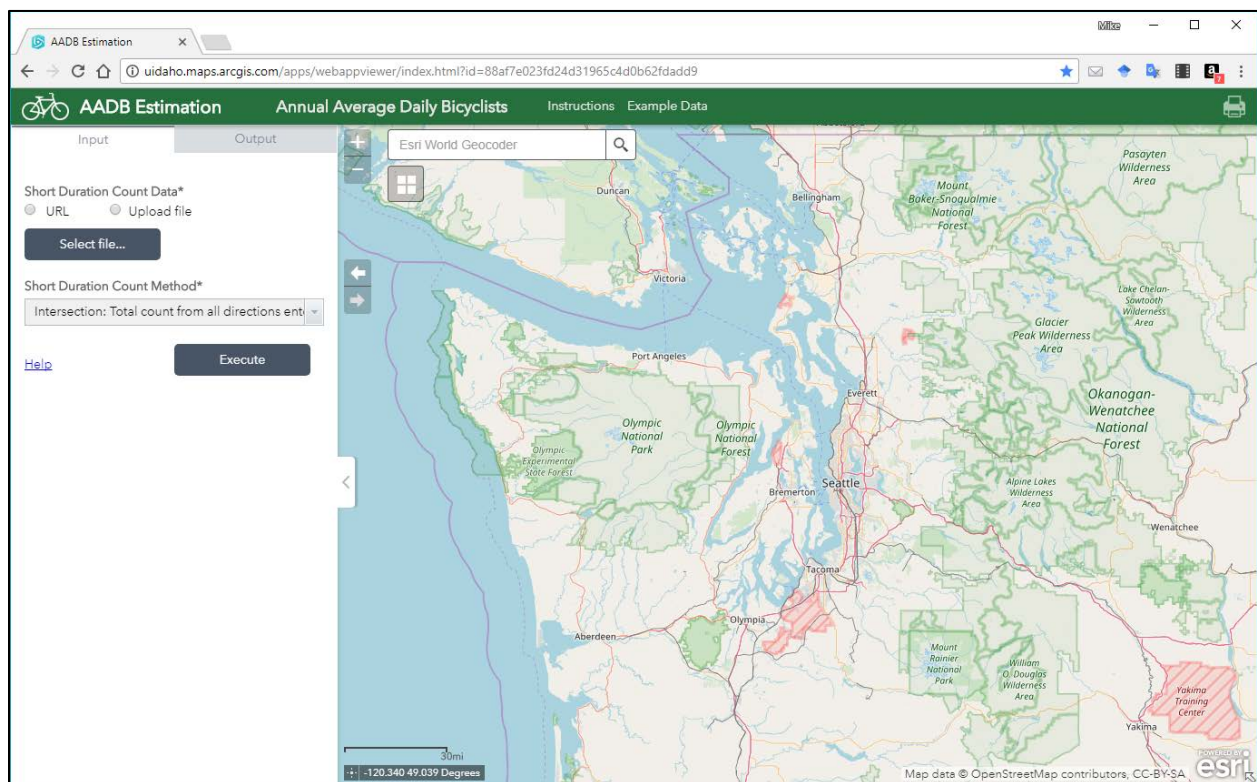 Mike
AADB Estimation
uidaho.maps.arcgis.com/apps/webappviewer/index.html?id=88af7e023fd24d31965c4d0b62fdadd9
AADB Estimation
Annual Average Daily Bicyclists
Instructions
Example Data
Input
Output
Short Duration Count Data*
URL
Upload file
Select file...
Short Duration Count Method*
Intersection: Total count from all directions ent
Help
Execute
+
−
Esri World Geocoder
Duncan
Victoria
Bellingham
Mount
Baker-Snoqualmie
National
Forest
Pasayten
Wilderness
Area
Lake Chelan-
Sawtooth
Wilderness
Area
Glacier
Peak Wilderness
Area
Port Angeles
Everett
Okanogan-
Wenatchee
National
Forest
Olympic
National
Park
Olympic
National
Forest
Olympic
Experimental
State Forest
Bremerton
Seattle
Alpine Lakes
Wilderness
Area
Wenatchee
Tacoma
Olympia
Aberdeen
Mount
Rainier
National
Park
William
O. Douglas
Wilderness
Area
Yakima
Training
Center
Yakima
30mi
-120.340 49.039 Degrees
Map data © OpenStreetMap contributors, CC-BY-SA
POWERED BY
esri